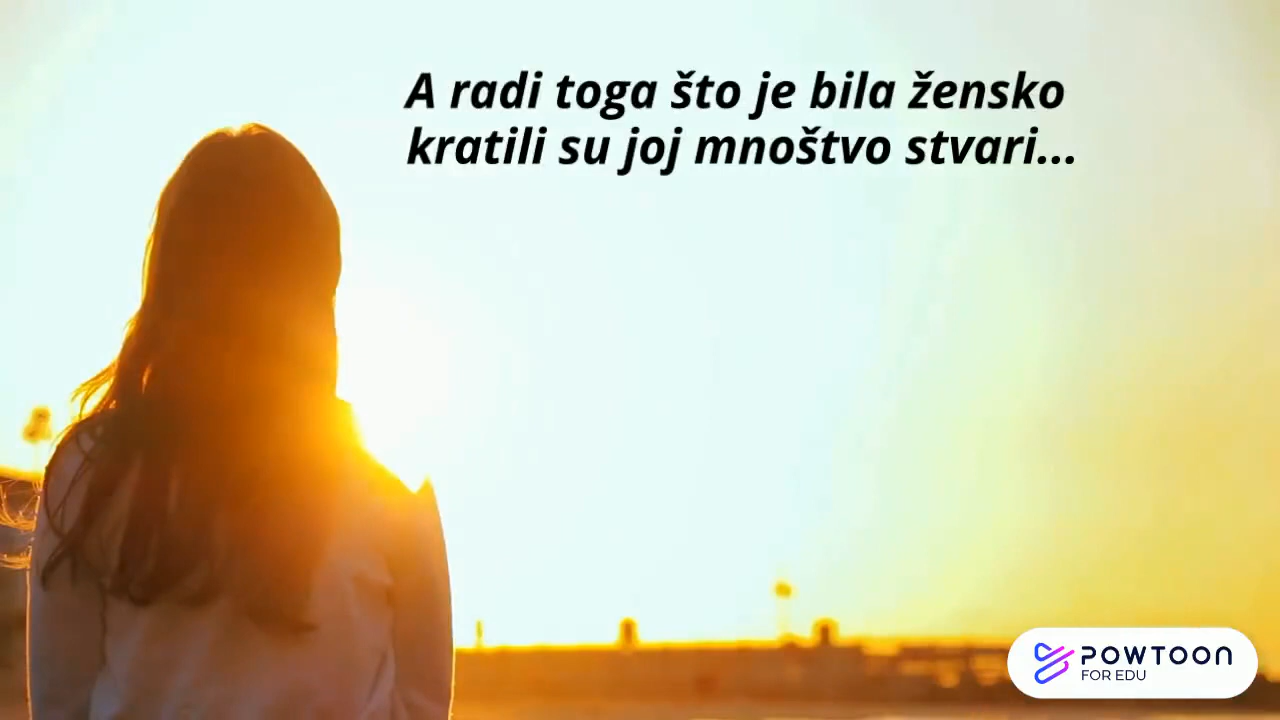 A radi toga što je bila žensko
kratili su joj mnoštvo stvari...
POWTOON
FOR EDU